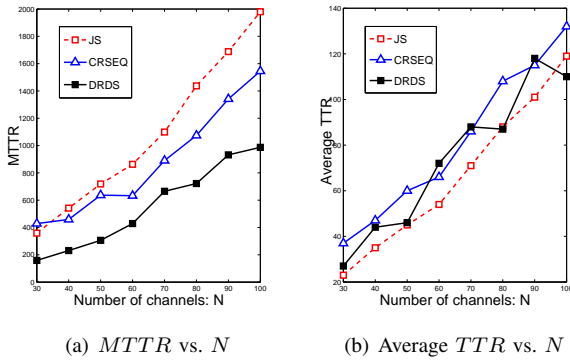 2000
1800
1600
1400
1200
1000
800
600
400
200
0
MTTR
JS
CRSEQ
DRDS
30 40 50 60 70 80 90 100
Number of channels: N
(a) MTTR vs. N
140
120
100
80
60
40
20
Average TTR
JS
CRSEQ
DRDS
30 40 50 60 70 80 90 100
Number of channels: N
(b) Average TTR vs. N